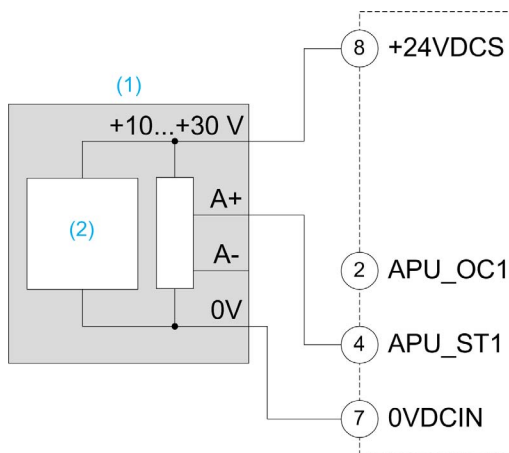 8 +24VDCS
(1)
+10...+30 V
A+
(2)
A-
2 APU_OC1
0V
4 APU_ST1
7 0VDCIN